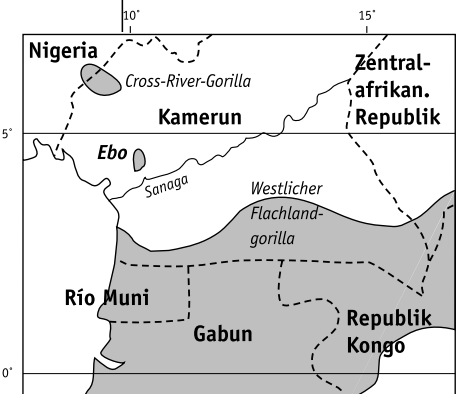 10°
15°
Nigeria
Cross-River-Gorilla
Zentral-
afrikan.
Republik
Kamerun
5°
Ebo
Sanaga
Westlicher
Flachland-
gorilla
Río Muni
Gabun
Republik
Kongo
0°